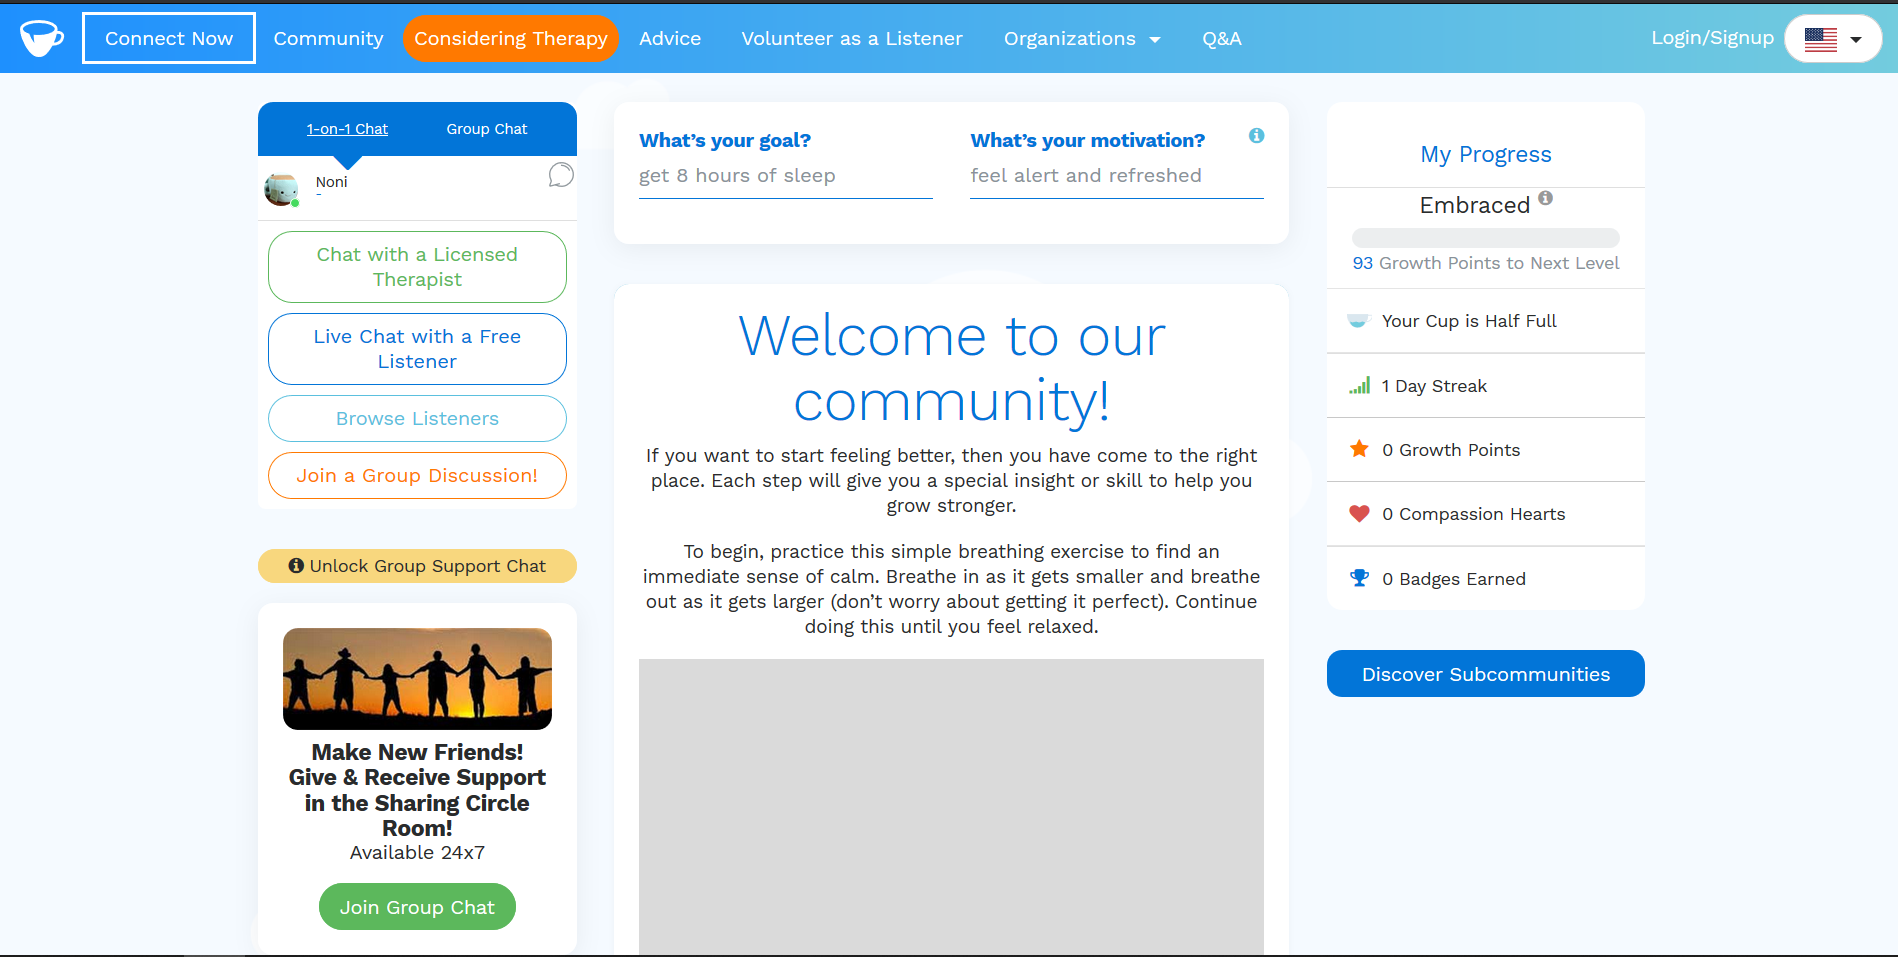 Connect Now
Community
Considering Therapy
Advice
Volunteer as a Listener
Organizations
Q&A
Login/Signup
1-on-1 Chat
Group Chat
Noni
-
Chat with a Licensed
Therapist
Live Chat with a Free
Listener
Browse Listeners
Join a Group Discussion!
Unlock Group Support Chat
Make New Friends!
Give & Receive Support
in the Sharing Circle
Room!
Available 24x7
Join Group Chat
What's your goal?
get 8 hours of sleep
What's your motivation?
feel alert and refreshed
Welcome to our
community!
If you want to start feeling better, then you have come to the right
place. Each step will give you a special insight or skill to help you
grow stronger.
To begin, practice this simple breathing exercise to find an
immediate sense of calm. Breathe in as it gets smaller and breathe
out as it gets larger (don't worry about getting it perfect). Continue
doing this until you feel relaxed.
My Progress
Embraced
93 Growth Points to Next Level
Your Cup is Half Full
1 Day Streak
0 Growth Points
0 Compassion Hearts
0 Badges Earned
Discover Subcommunities